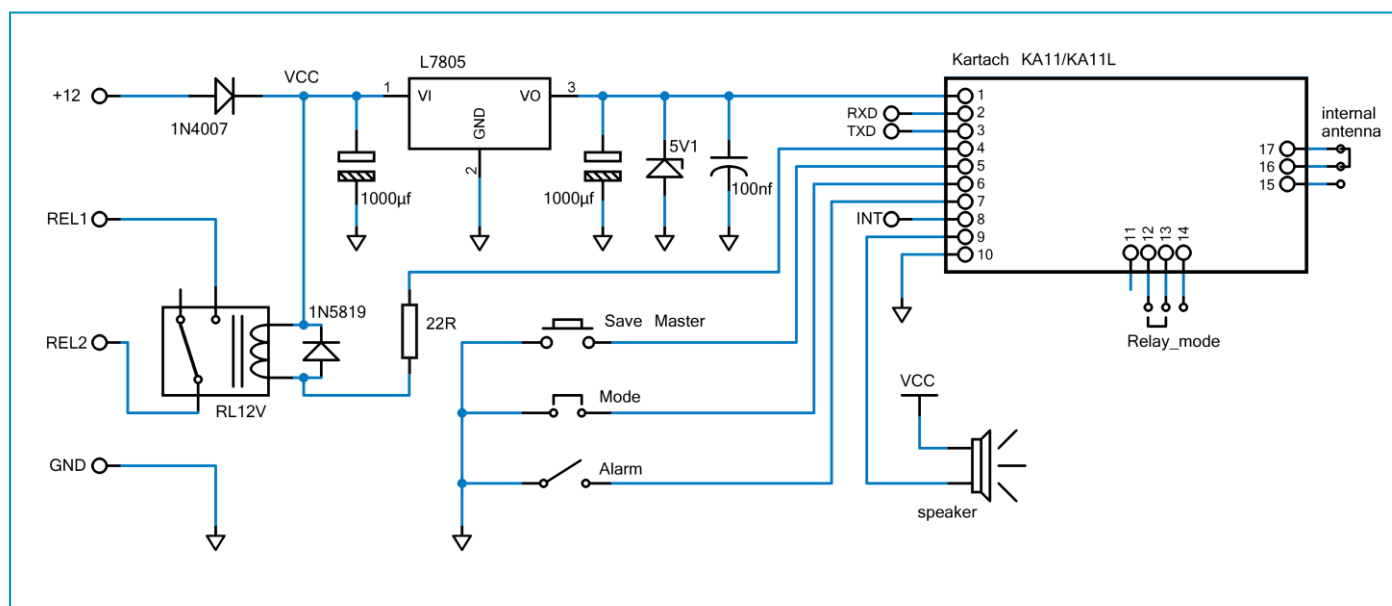 L7805
Kartach KA11/KA11L
+12
VCC
1
VI
VO
3
GND
2
1N4007
1000µf
1000µf
5V1
100nf
RXD
TXD
1
2
3
4
5
6
7
8
9
10
INT
internal
antenna
17
16
15
11
12
13
14
Relay_mode
REL1
REL2
1N5819
RL12V
22R
GND
Save Master
Mode
Alarm
VCC
speaker